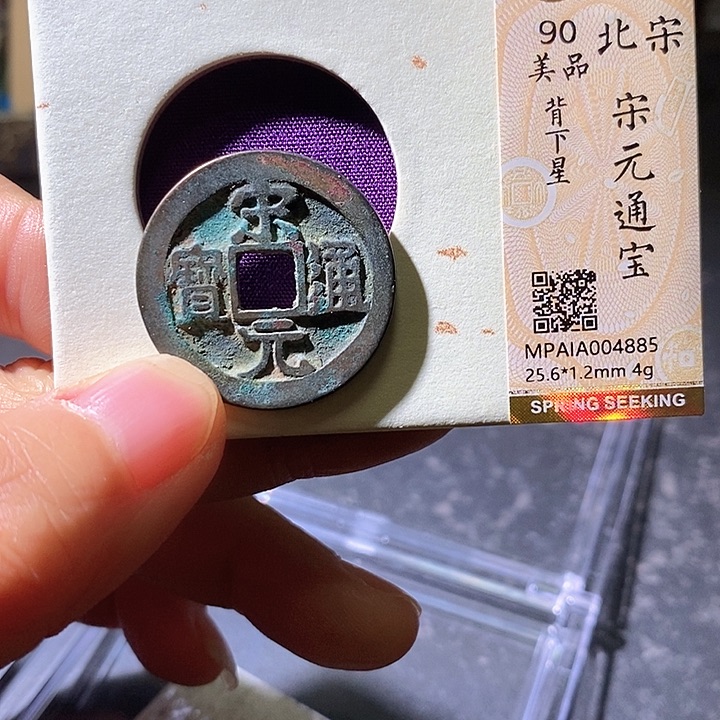 北宋
90
美品
背下星
宋元通宝
MPAIA004885
25.6*1.2mm 4g
SPRING SEEKING
宋元通寶